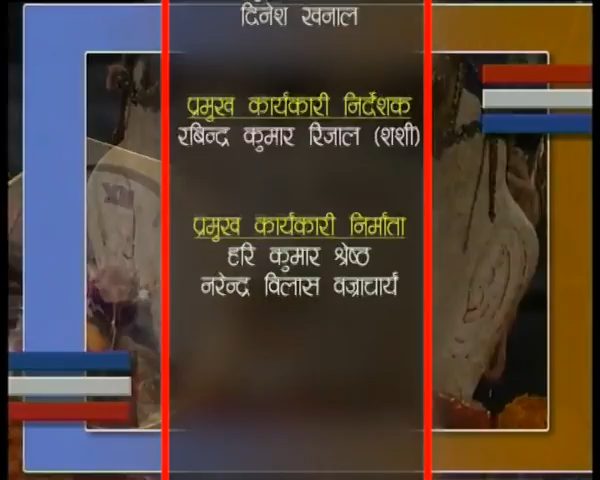 दिनेश खनाल
प्रमुख कार्यकारी निर्देशक
रबिन्द्र कुमार रिजाल (शशी)
प्रमुख कार्यकारी निर्माता
हरि कुमार श्रेष्ठ
नरेन्द्र विलास वज्राचार्य